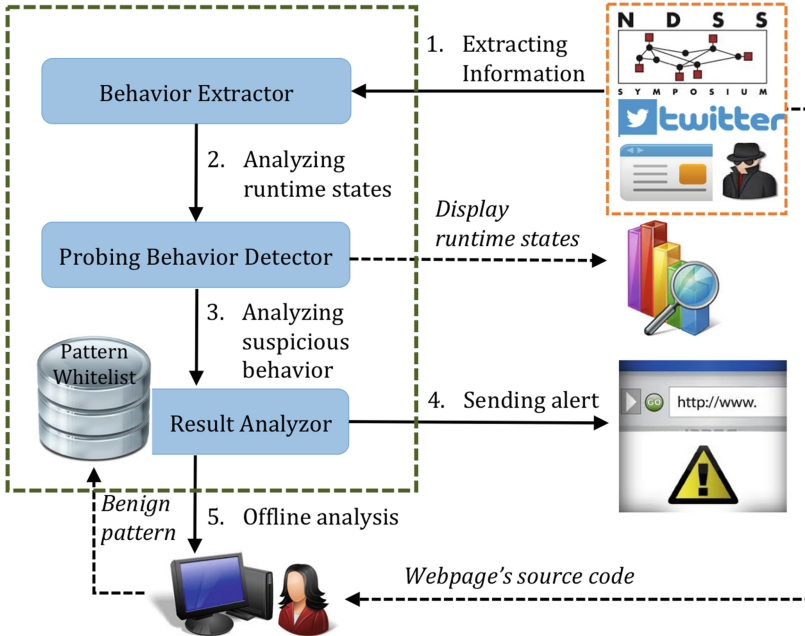 N D S S
1. Extracting
Information
SYMPOSIUM
Behavior Extractor
twitter
2. Analyzing
runtime states
Display
runtime states
Probing Behavior Detector
3. Analyzing
suspicious
behavior
Pattern
Whitelist
4. Sending alert
GO http://www.
Result Analyzor
Benign
pattern
5. Offline analysis
Webpage's source code